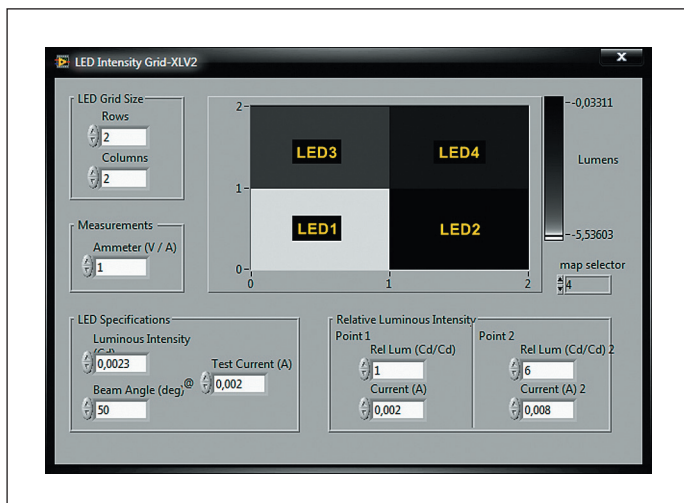 LED Intensity Grid-XLV2
X
LED Grid Size
Rows
2
Columns
2
Measurements
Ammeter (V / A)
1
2-
1-
0-
0
1
2
LED3
LED4
LED1
LED2
-0,03311
Lumens
-5,53603
map selector
4
LED Specifications
Luminous Intensity
(Cd)
0,0023
Beam Angle (deg)
50
@
Test Current (A)
0,002
Relative Luminous Intensity
Point 1
Rel Lum (Cd/Cd)
1
Current (A)
0,002
Point 2
Rel Lum (Cd/Cd) 2
6
Current (A) 2
0,008